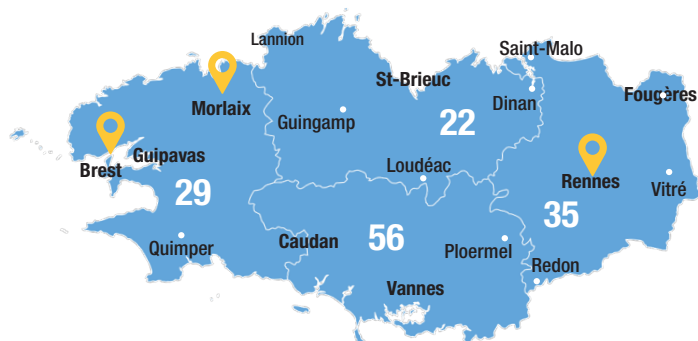 Lannion
Saint-Malo
St-Brieuc
Morlaix
Dinan
Fougères
Guingamp
22
Guipavas
Brest
Loudéac
Rennes
Vitré
29
35
Quimper
Caudan
56
Ploermel
Redon
Vannes